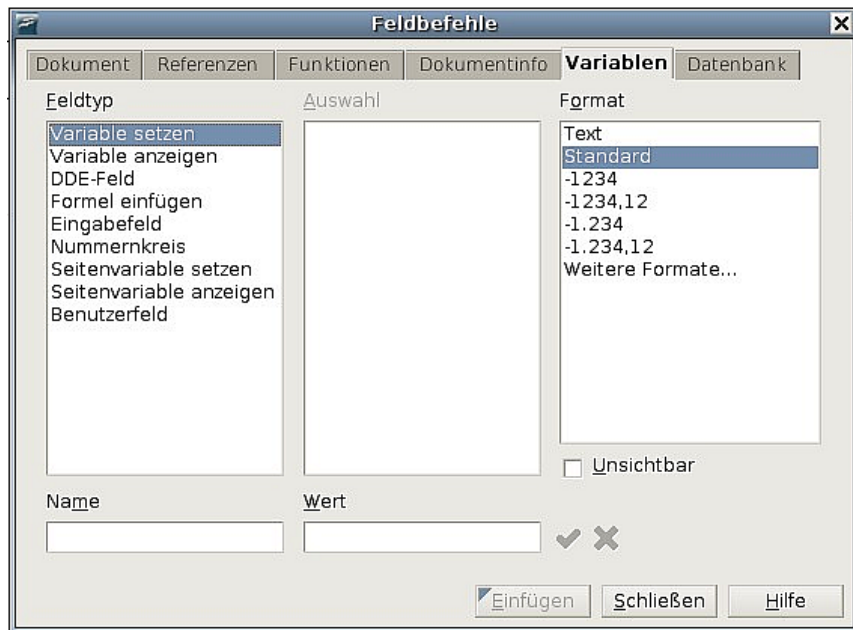 Feldbefehle
Dokument Referenzen Funktionen Dokumentinfo Variablen Datenbank
Feldtyp
Variable setzen
Variable anzeigen
DDE-Feld
Formel einfügen
Eingabefeld
Nummernkreis
Seitenvariable setzen
Seitenvariable anzeigen
Benutzerfeld
Auswahl
Format
Text
Standard
-1234
-1234,12
-1.234
-1.234,12
Weitere Formate...
Unsichtbar
Name
Wert
Einfügen Schließen Hilfe